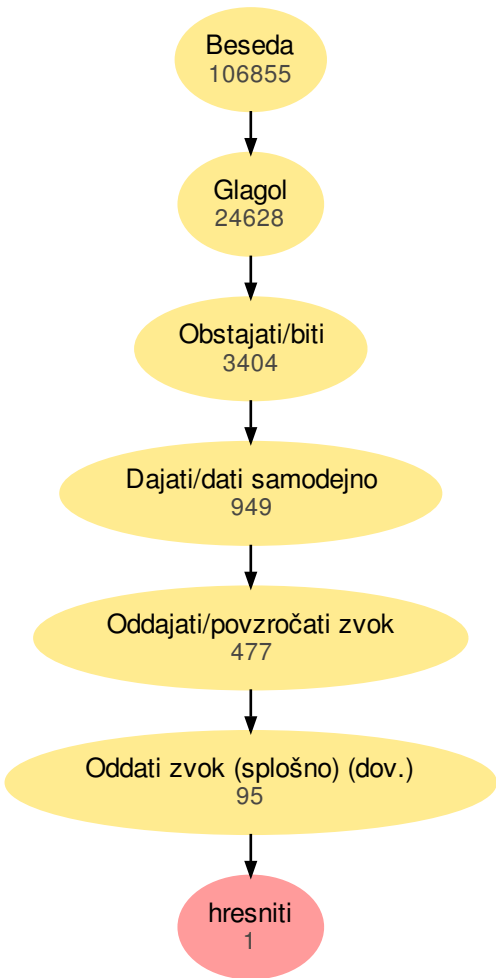 Beseda
106855
Glagol
24628
Obstajati/biti
3404
Dajati/dati samodejno
949
Oddajati/povzročati zvok
477
Oddati zvok (splošno) (dov.)
95
hresniti
1